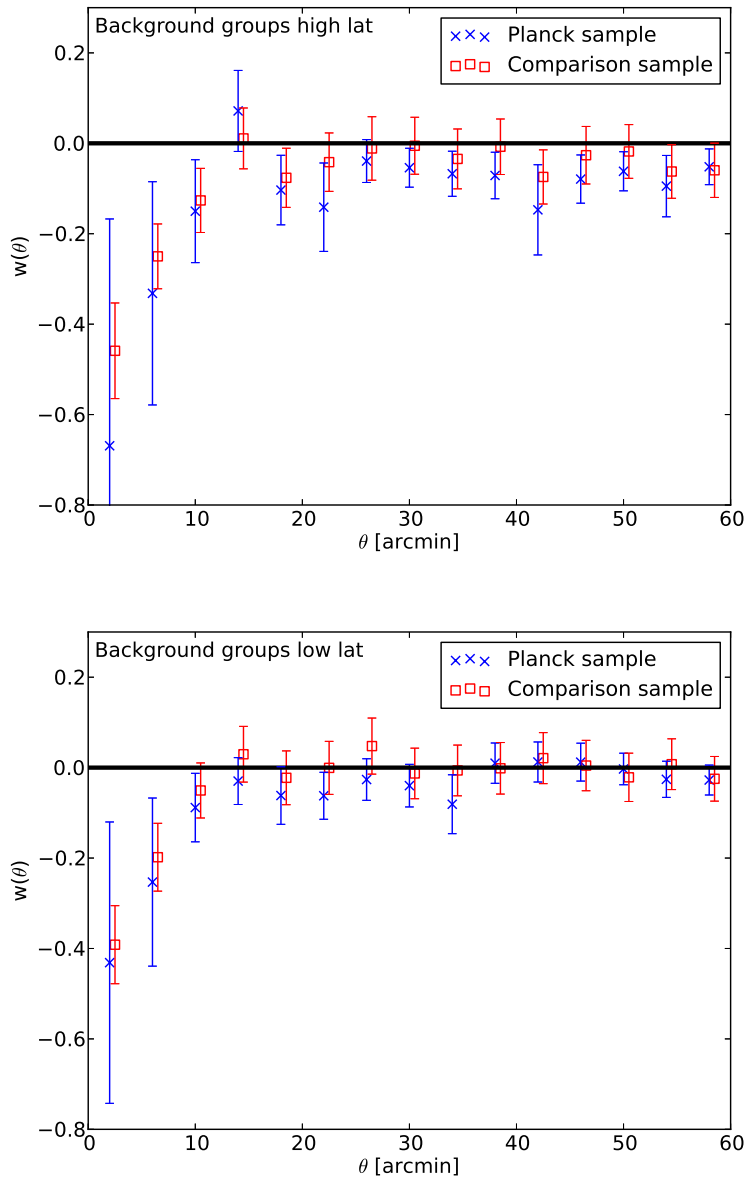 Background groups high lat
Planck sample
Comparison sample
0.2
0.0
−0.2
−0.4
−0.6
−0.8
w(θ)
0 10 20 30 40 50 60
θ [arcmin]
Background groups low lat
Planck sample
Comparison sample
0.2
0.0
−0.2
−0.4
−0.6
−0.8
w(θ)
0 10 20 30 40 50 60
θ [arcmin]